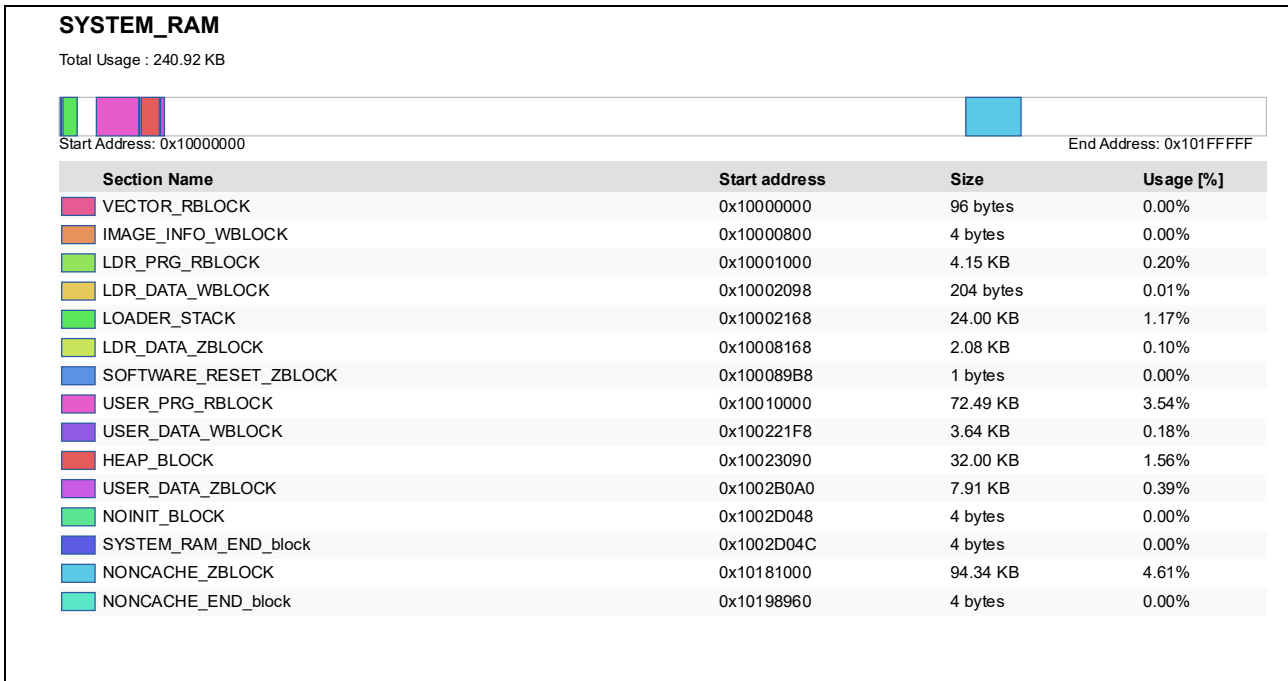 SYSTEM_RAM
Total Usage : 240.92 KB
Start Address: 0x10000000 End Address: 0x101FFFFF
Section Name Start address Size Usage [%]
VECTOR_RBLOCK 0x10000000 96 bytes 0.00%
IMAGE_INFO_WBLOCK 0x10000800 4 bytes 0.00%
LDR_PRG_RBLOCK 0x10001000 4.15 KB 0.20%
LDR_DATA_WBLOCK 0x10002098 204 bytes 0.01%
LOADER_STACK 0x10002168 24.00 KB 1.17%
LDR_DATA_ZBLOCK 0x10008168 2.08 KB 0.10%
SOFTWARE_RESET_ZBLOCK 0x100089B8 1 bytes 0.00%
USER_PRG_RBLOCK 0x10010000 72.49 KB 3.54%
USER_DATA_WBLOCK 0x100221F8 3.64 KB 0.18%
HEAP_BLOCK 0x10023090 32.00 KB 1.56%
USER_DATA_ZBLOCK 0x1002B0A0 7.91 KB 0.39%
NOINIT_BLOCK 0x1002D048 4 bytes 0.00%
SYSTEM_RAM_END_block 0x1002D04C 4 bytes 0.00%
NONCACHE_ZBLOCK 0x10181000 94.34 KB 4.61%
NONCACHE_END_block 0x10198960 4 bytes 0.00%